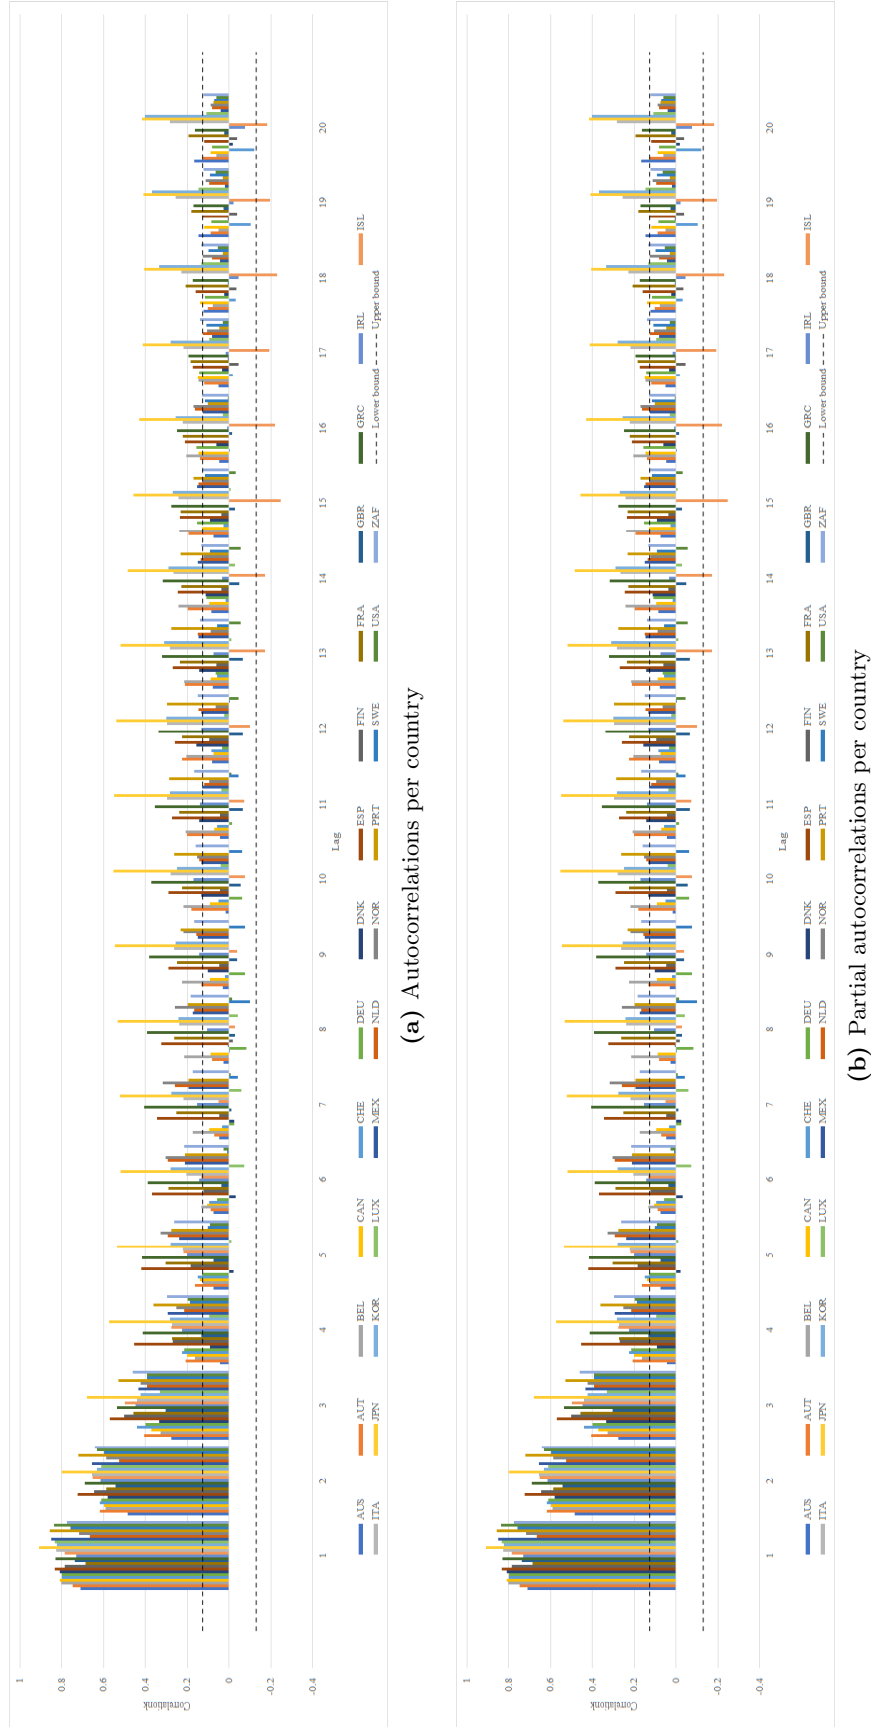 Correlationk
1
0.8
0.6
0.4
0.2
0
-0.2
-0.4
1 2 3 4 5 6 7 8 9 10 11 12 13 14 15 16 17 18 19 20
Lag
AUS AUT BEL CAN CHE DEU DNK ESP FIN FRA GBR GRC IRL ISL
ITA JPN KOR LUX MEX NLD NOR PRT SWE USA ZAF Lower bound Upper bound
(a) Autocorrelations per country
Correlationk
1
0.8
0.6
0.4
0.2
0
-0.2
-0.4
1 2 3 4 5 6 7 8 9 10 11 12 13 14 15 16 17 18 19 20
Lag
AUS AUT BEL CAN CHE DEU DNK ESP FIN FRA GBR GRC IRL ISL
ITA JPN KOR LUX MEX NLD NOR PRT SWE USA ZAF Lower bound Upper bound
(b) Partial autocorrelations per country